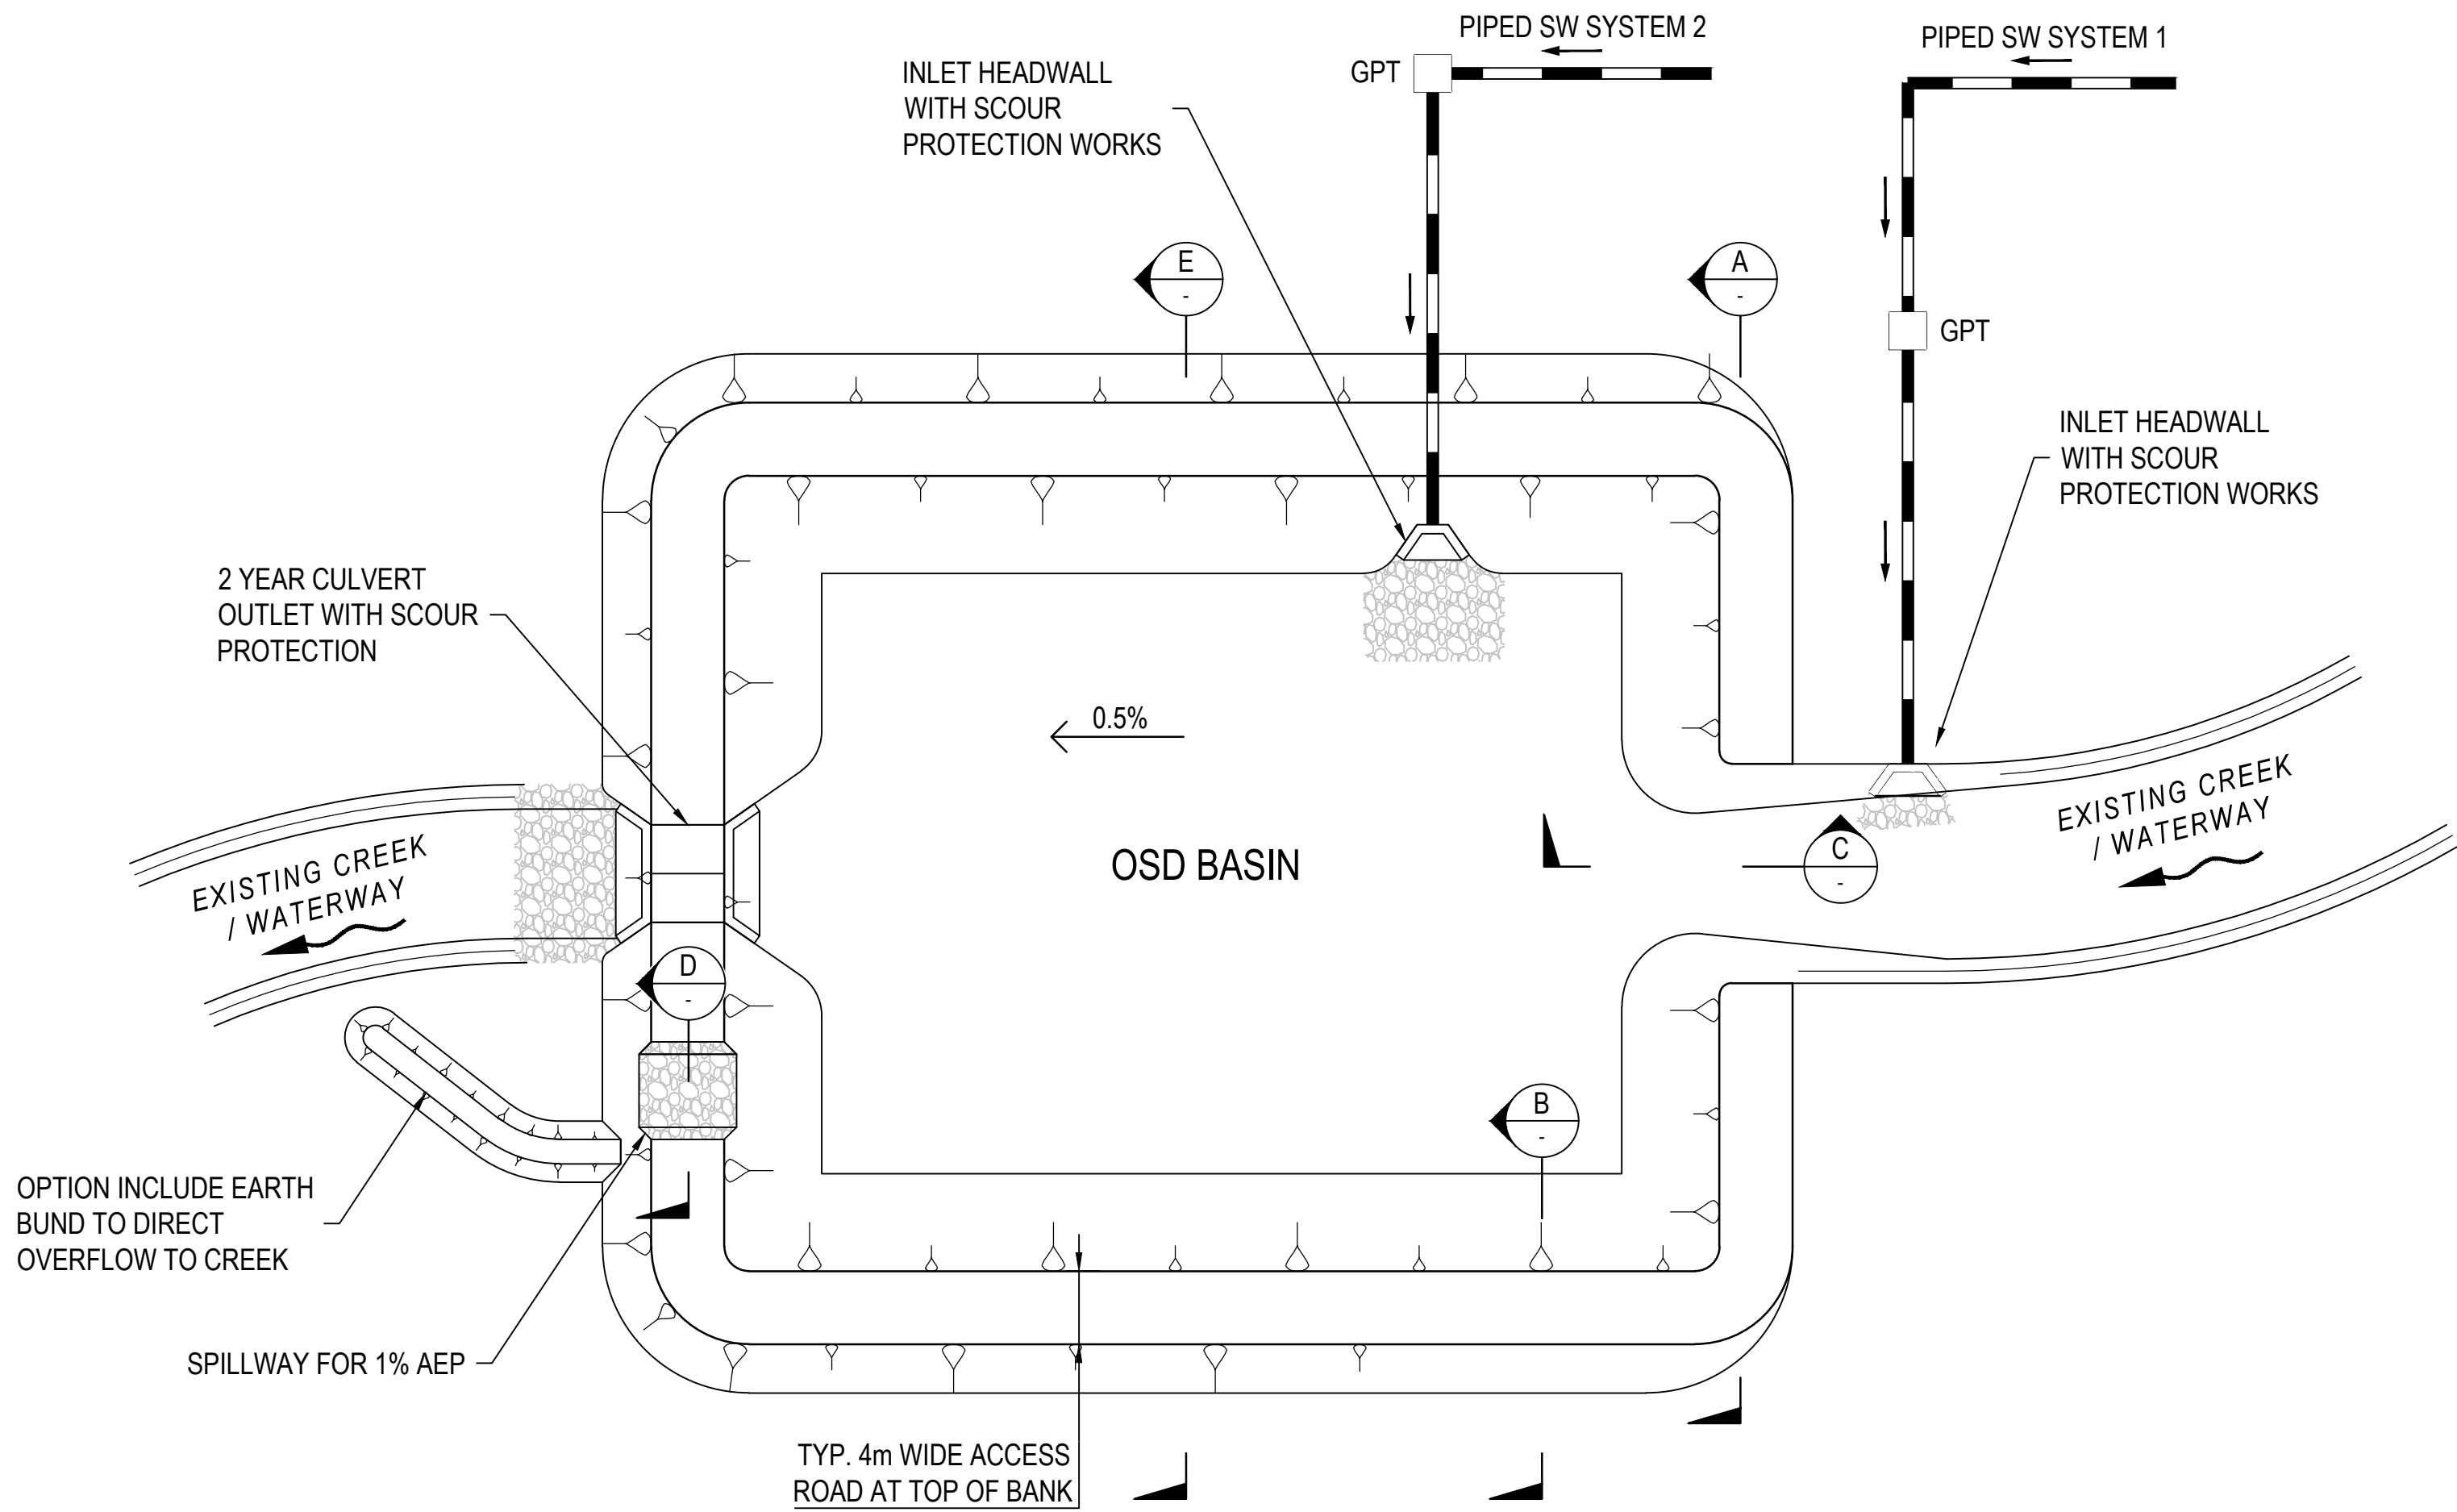 PIPED SW SYSTEM 2
PIPED SW SYSTEM 1
GPT
INLET HEADWALL
WITH SCOUR
PROTECTION WORKS
E
-
A
-
GPT
INLET HEADWALL
WITH SCOUR
PROTECTION WORKS
2 YEAR CULVERT
OUTLET WITH SCOUR
PROTECTION
0.5%
OSD BASIN
EXISTING CREEK
/ WATERWAY
EXISTING CREEK
/ WATERWAY
C
-
D
-
B
-
OPTION INCLUDE EARTH
BUND TO DIRECT
OVERFLOW TO CREEK
SPILLWAY FOR 1% AEP
TYP. 4m WIDE ACCESS
ROAD AT TOP OF BANK